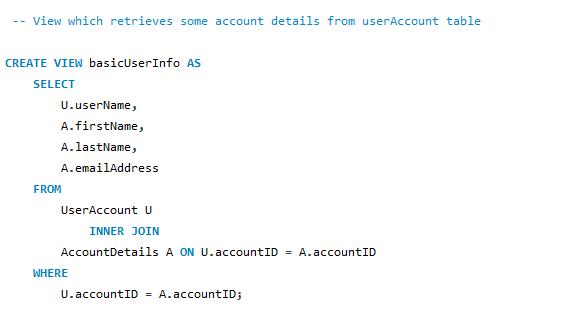 -- View which retrieves some account details from userAccount table
CREATE VIEW basicUserInfo AS
SELECT
U.userName,
A.firstName,
A.lastName,
A.emailAddress
FROM
UserAccount U
INNER JOIN
AccountDetails A ON U.accountID = A.accountID
WHERE
U.accountID = A.accountID;